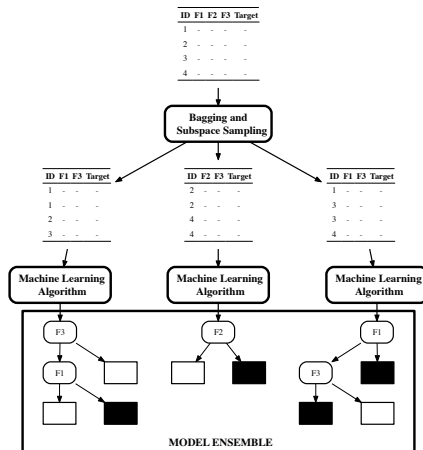 ID F1 F2 F3 Target
1 - - - -
2 - - - -
3 - - - -
4 - - - -
Bagging and
Subspace Sampling
ID F1 F3 Target
1 - - -
1 - - -
2 - - -
3 - - -
ID F2 F3 Target
2 - - -
2 - - -
4 - - -
4 - - -
ID F1 F3 Target
1 - - -
3 - - -
3 - - -
4 - - -
Machine Learning
Algorithm
Machine Learning
Algorithm
Machine Learning
Algorithm
F3
F1
F2
F1
F3
MODEL ENSEMBLE